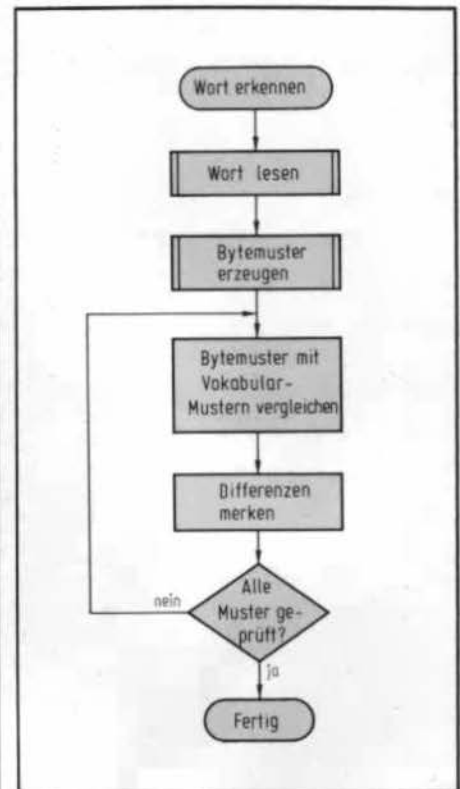 Wort erkennen
Wort lesen
Bytemuster
erzeugen
Bytemuster mit
Vokabular-
Mustern vergleichen
Differenzen
merken
Alle
Muster ge-
prüft?
nein
ja
Fertig